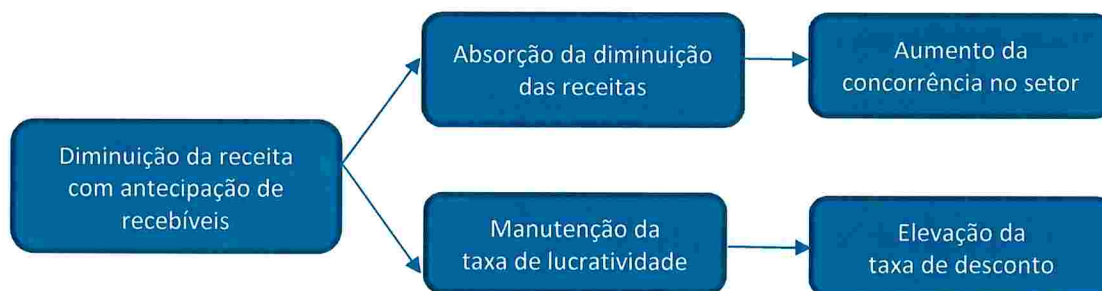 Diminuição da receita
com antecipação de
recebíveis
Absorção da diminuição
das receitas
Aumento da
concorrência no setor
Manutenção da
taxa de lucratividade
Elevação da
taxa de desconto